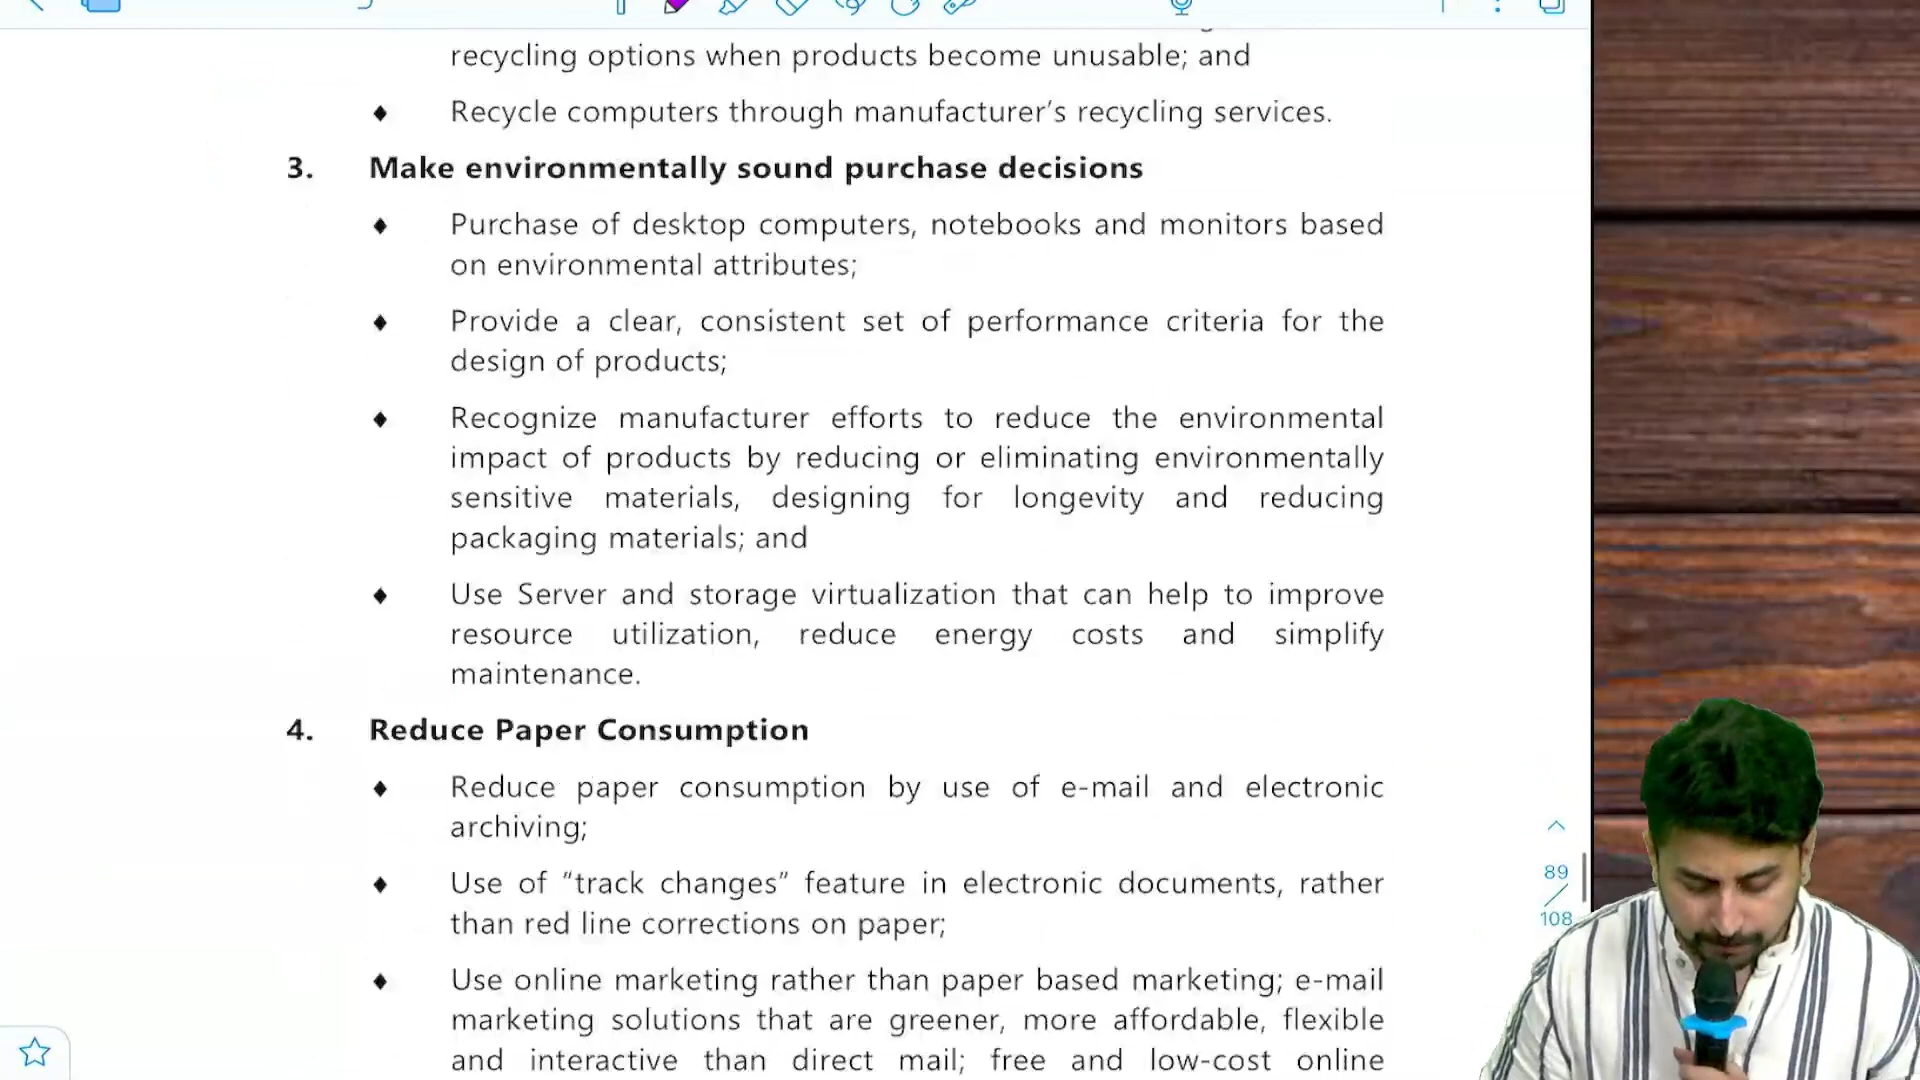 recycling options when products become unusable; and
♦ Recycle computers through manufacturer's recycling services.
3. Make environmentally sound purchase decisions
♦ Purchase of desktop computers, notebooks and monitors based
on environmental attributes;
♦ Provide a clear, consistent set of performance criteria for the
design of products;
♦ Recognize manufacturer efforts to reduce the environmental
impact of products by reducing or eliminating environmentally
sensitive materials, designing for longevity and reducing
packaging materials; and
♦ Use Server and storage virtualization that can help to improve
resource utilization, reduce energy costs and simplify
maintenance.
4. Reduce Paper Consumption
♦ Reduce paper consumption by use of e-mail and electronic
archiving;
♦ Use of “track changes” feature in electronic documents, rather
than red line corrections on paper;
♦ Use online marketing rather than paper based marketing; e-mail
marketing solutions that are greener, more affordable, flexible
and interactive than direct mail; free and low-cost online
89
108